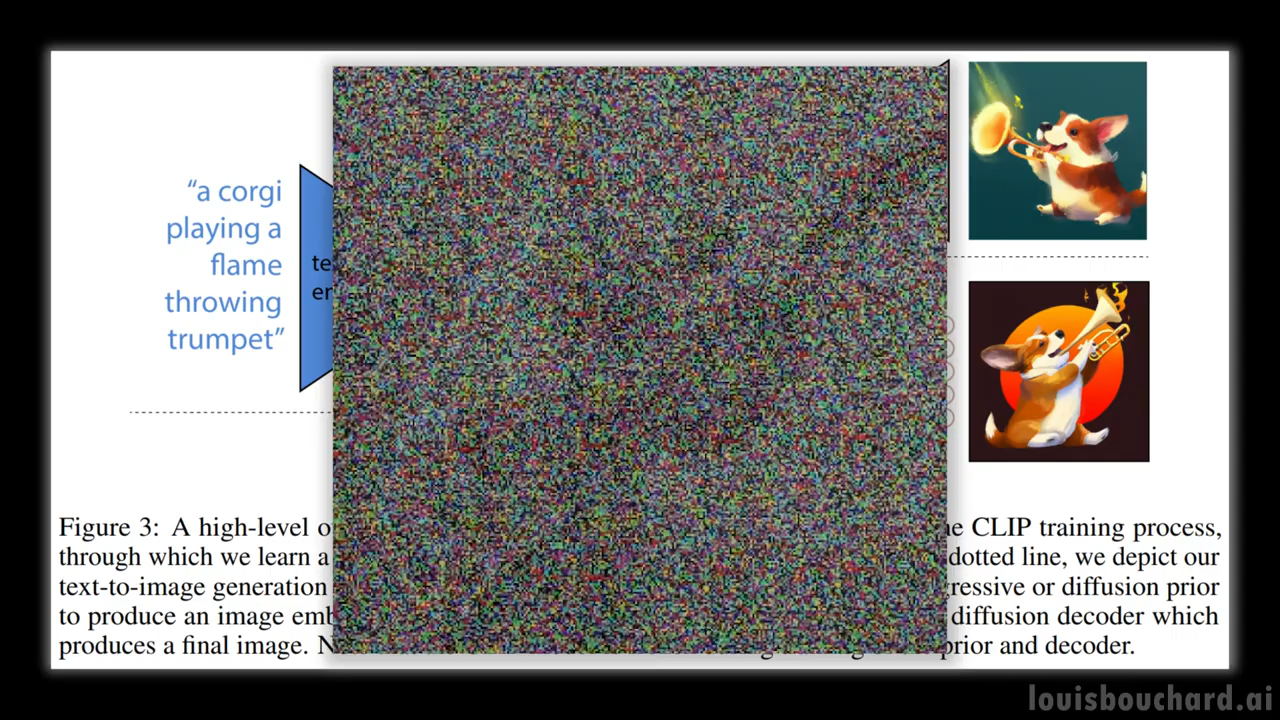 “a corgi
playing a
flame
throwing
trumpet”
Figure 3: A high-level
CLIP training process,
through which we learn a
dotted line, we depict our
text-to-image generation
or diffusion prior
to produce an image
diffusion decoder which
produces a final image.
prior and decoder.
louisbouchard.ai